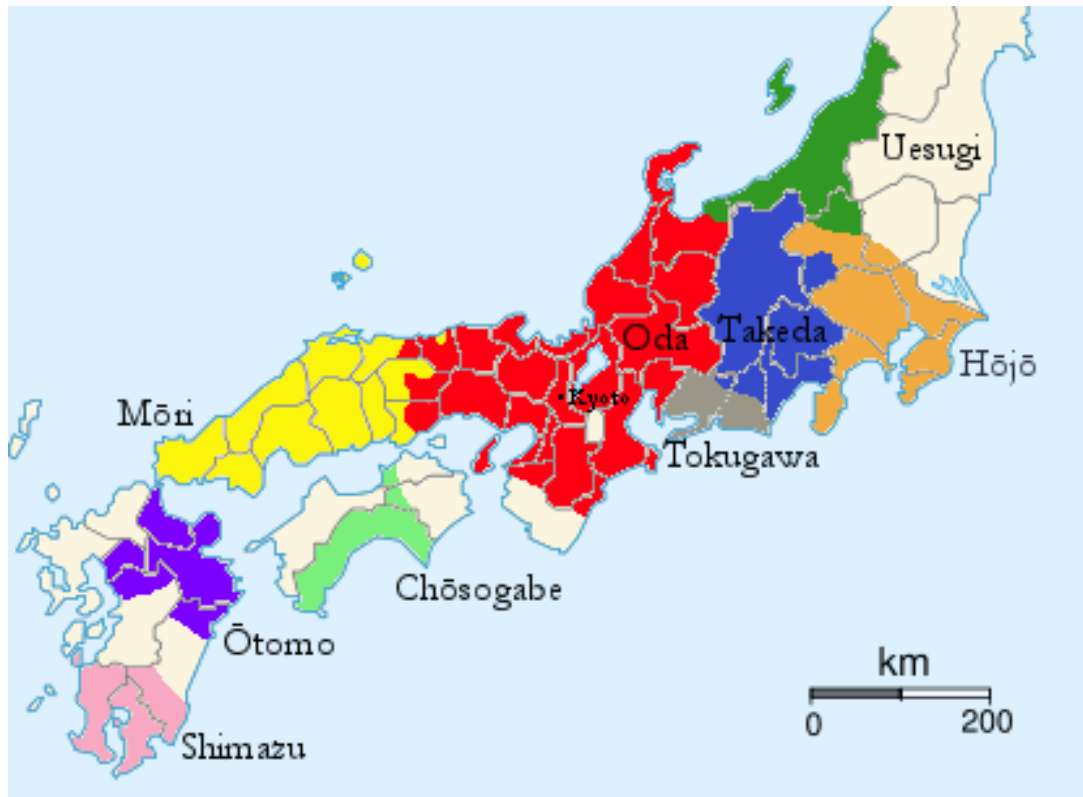 Uesugi
Oda
Takeda
Hōjō
Kyoto
Mōri
Tokugawa
Chōsogabe
Ōtomo
Shimazu
km
0
200